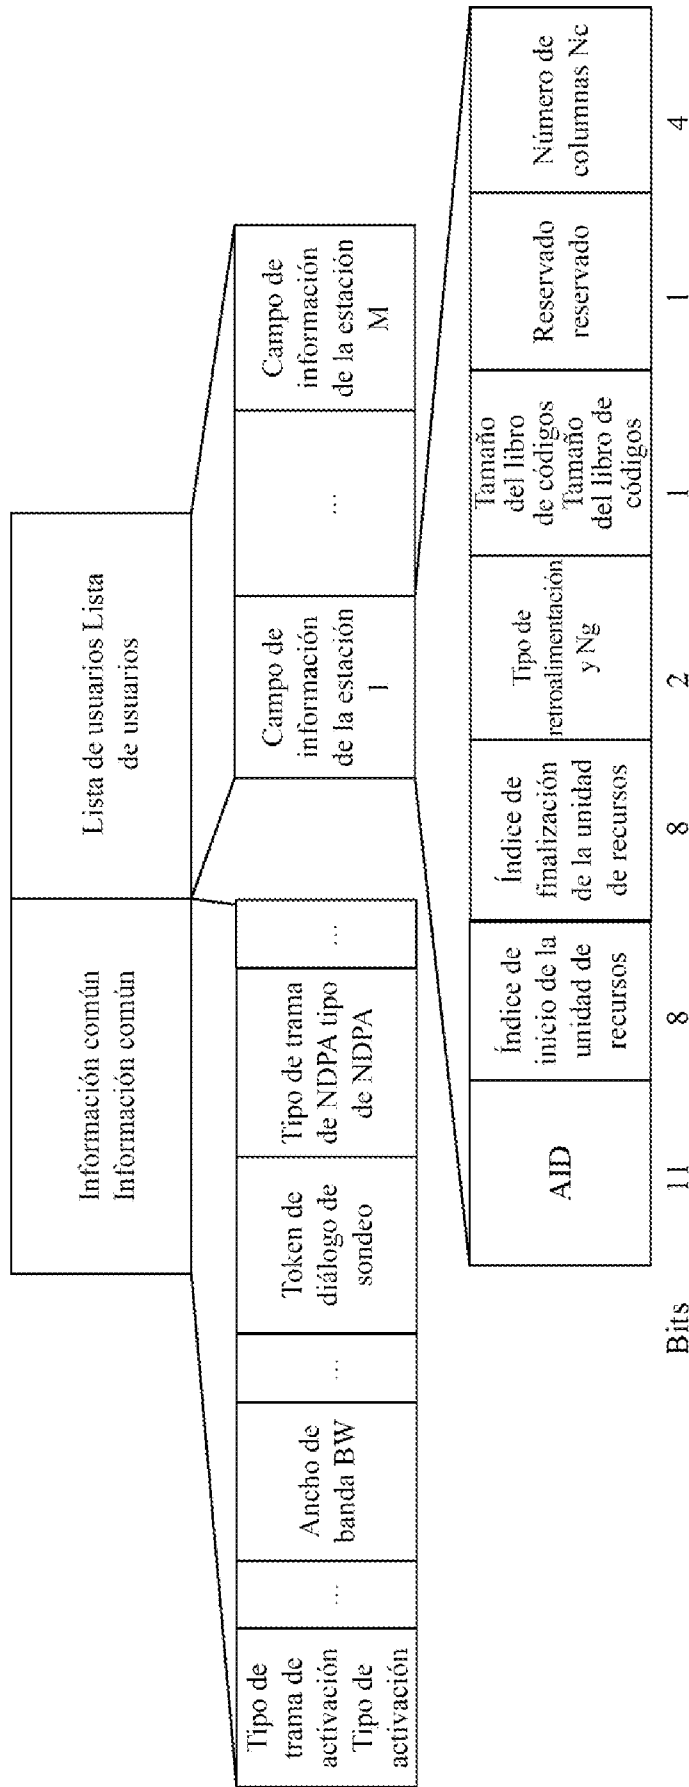 Información común
Información común
Lista de usuarios Lista
de usuarios
Tipo de
trama de
activación
Tipo de
activación
...
Ancho de
banda BW
...
Token de
diálogo de
sondeo
Tipo de trama
de NDPA tipo
de NDPA
...
Campo de
información
de la estación
1
...
Campo de
información
de la estación
M
AID
Índice de
inicio de la
unidad de
recursos
Índice de
finalización
de la unidad
de recursos
Tipo de
retroalimentación
y Ng
Tamaño
del libro
de códigos
Tamaño
del libro de
códigos
Reservado
reservado
Número de
columnas Nc
Bits 11 8 8 2 1 1 4